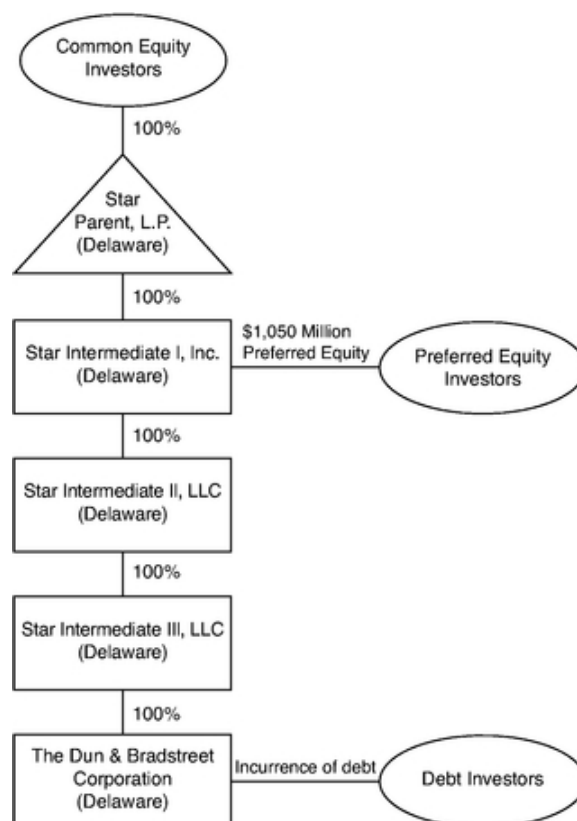 Common Equity
Investors
100%
Star
Parent, L.P.
(Delaware)
100%
Star Intermediate I, Inc.
(Delaware)
$1,050 Million
Preferred Equity
Preferred Equity
Investors
100%
Star Intermediate II, LLC
(Delaware)
100%
Star Intermediate III, LLC
(Delaware)
100%
The Dun & Bradstreet
Corporation
(Delaware)
Incurrence of debt
Debt Investors